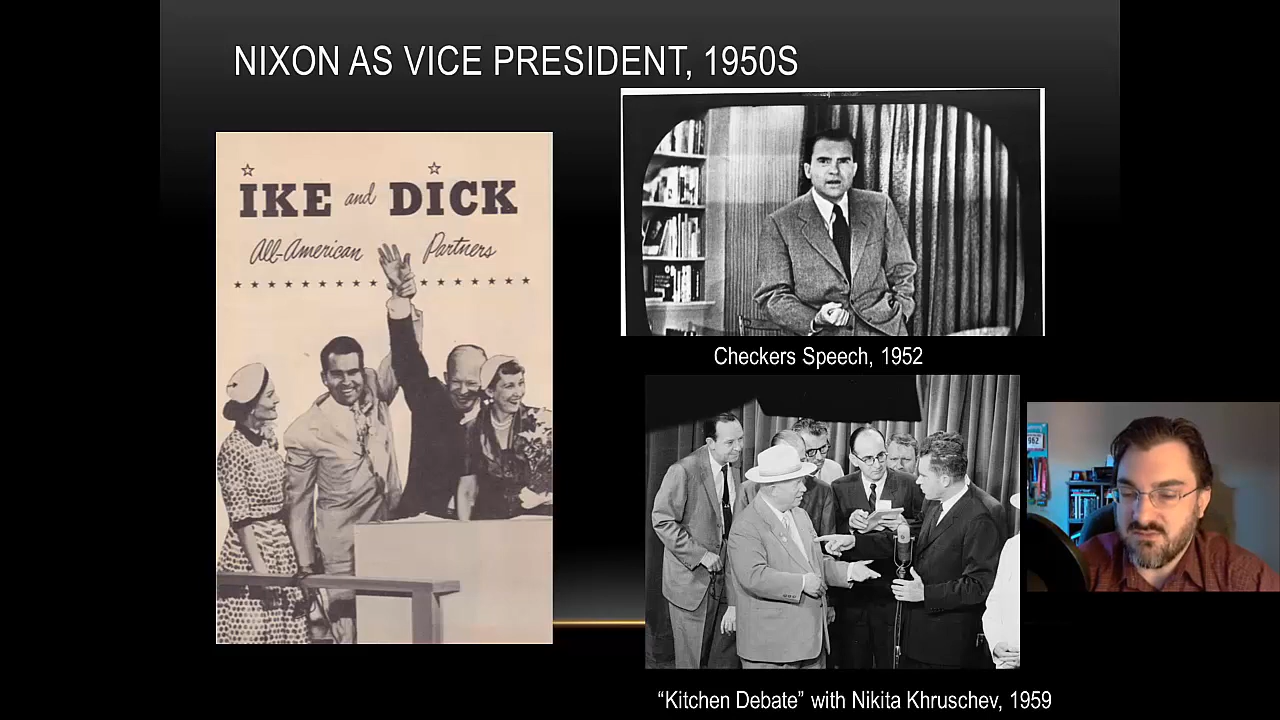 NIXON AS VICE PRESIDENT, 1950S
IKE and DICK
All-American Partners
Checkers Speech, 1952
“Kitchen Debate” with Nikita Khruschev, 1959
962